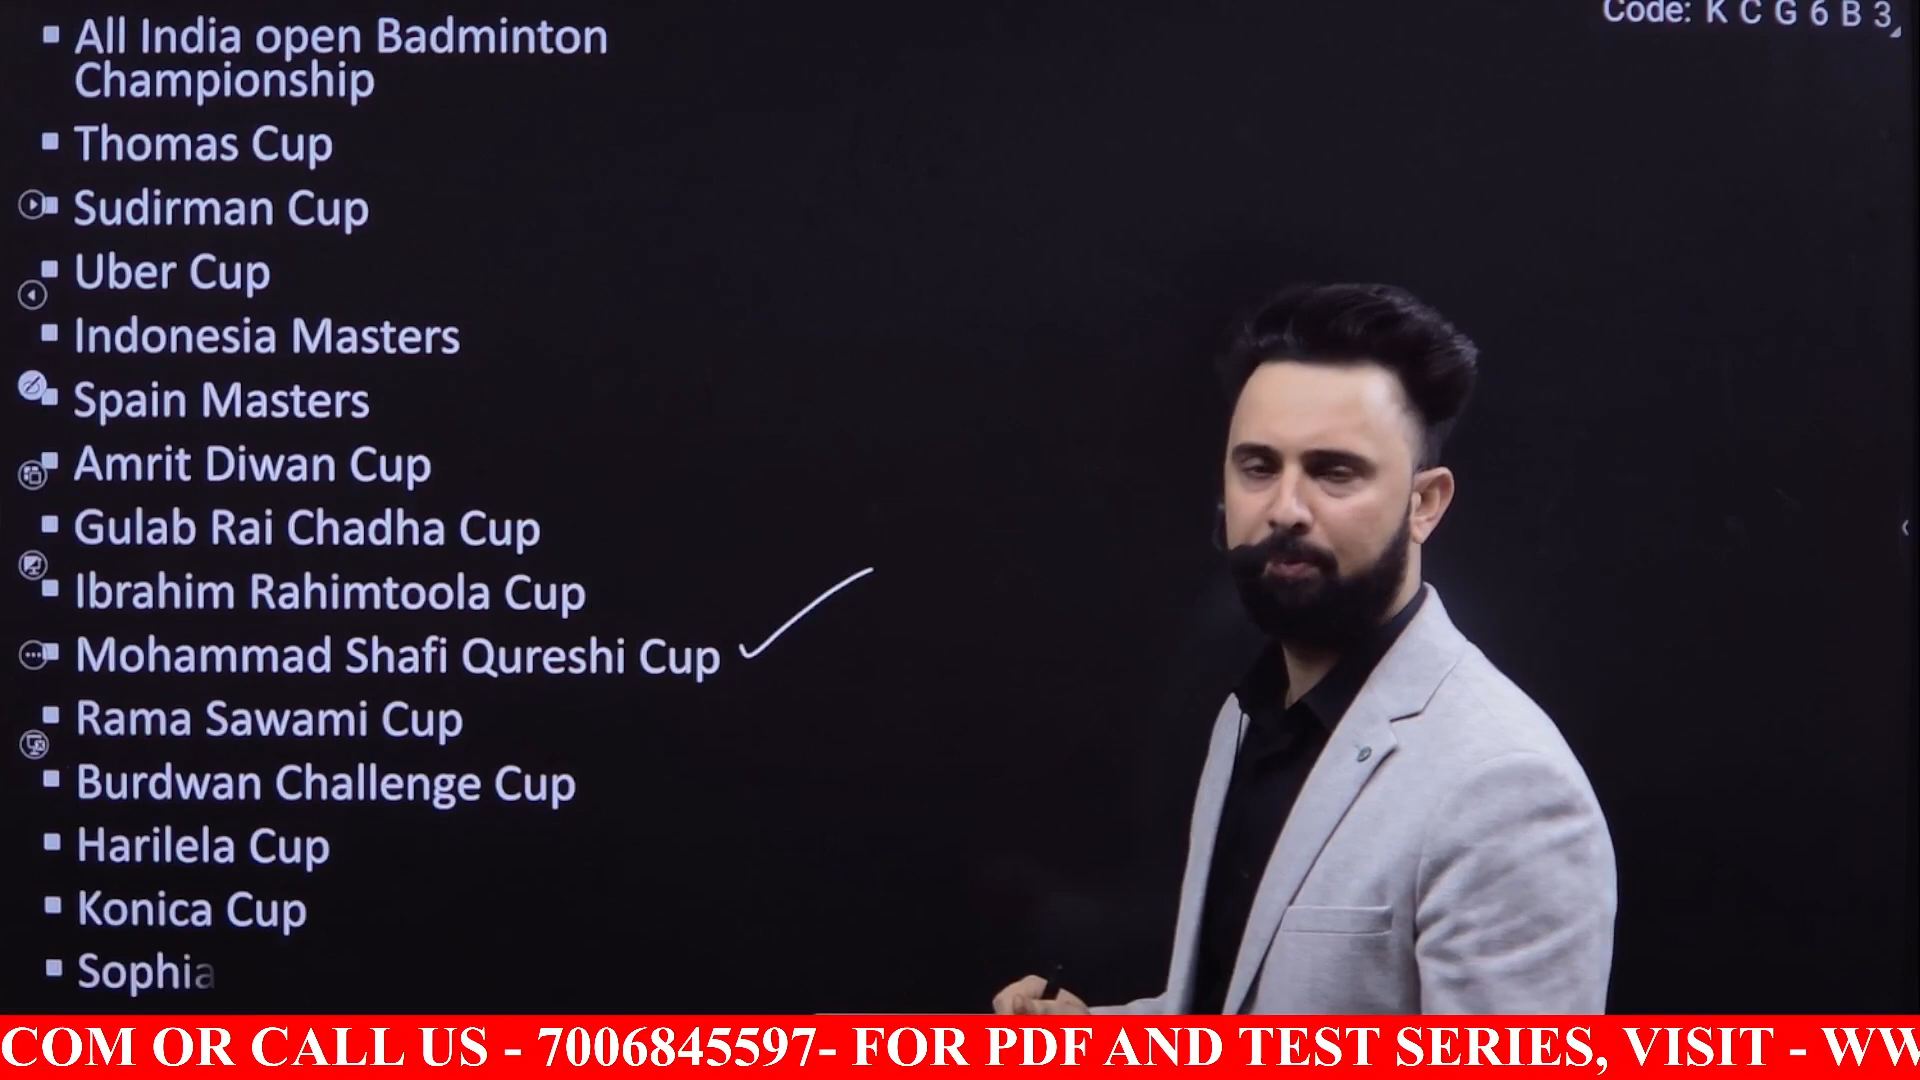 Code: K C G 6 B 3
All India open Badminton
Championship
Thomas Cup
Sudirman Cup
Uber Cup
Indonesia Masters
Spain Masters
Amrit Diwan Cup
Gulab Rai Chadha Cup
Ibrahim Rahimtoola Cup
Mohammad Shafi Qureshi Cup
Rama Sawami Cup
Burdwan Challenge Cup
Harilela Cup
Konica Cup
Sophia
COM OR CALL US - 7006845597- FOR PDF AND TEST SERIES, VISIT - WW